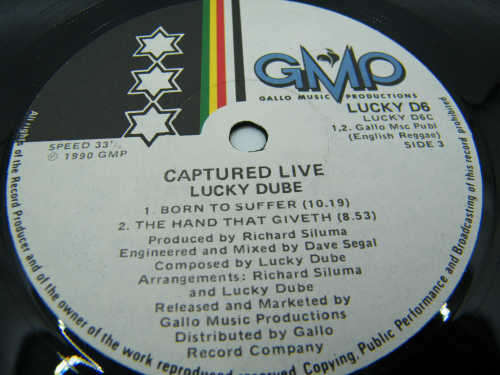 GMP
GALLO MUSIC PRODUCTIONS
LUCKY D6
LUCKY D6C
1,2. Gallo Msc Publ
(English Reggae)
SIDE 3
SPEED 33⅓
℗ 1990 GMP
CAPTURED LIVE
LUCKY DUBE
1. BORN TO SUFFER (10.19)
2. THE HAND THAT GIVETH (8.53)
Produced by Richard Siluma
Engineered and Mixed by Dave Segal
Composed by Lucky Dube
Arrangements: Richard Siluma
and Lucky Dube
Released and Marketed by
Gallo Music Productions
Distributed by Gallo
Record Company
All rights of the Record Producer and of the owner of the work reproduced reserved. Copying, Public Performance and Broadcasting of this record prohibited.